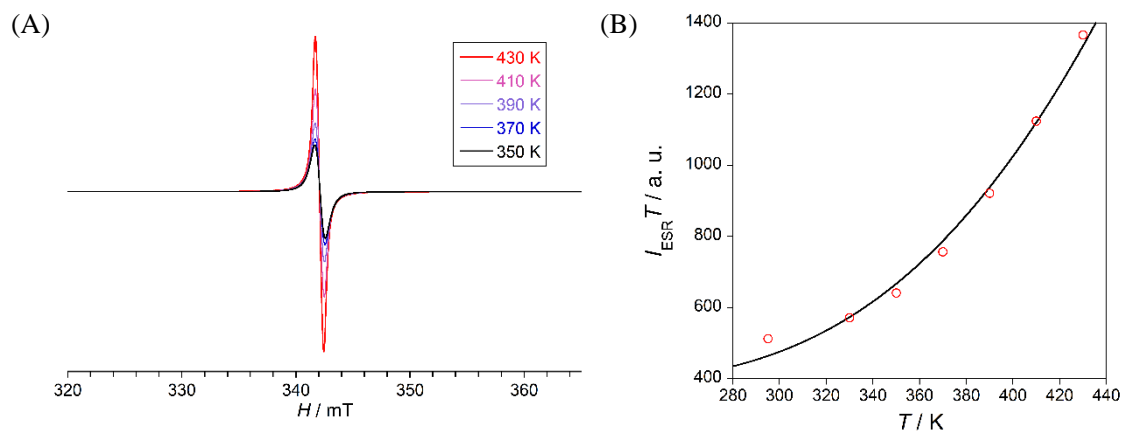 (A)
430 K
410 K
390 K
370 K
350 K
320 330 340 350 360
H / mT
(B)
1400
1200
1000
800
600
400
I_ESR T / a. u.
280 300 320 340 360 380 400 420 440
T / K